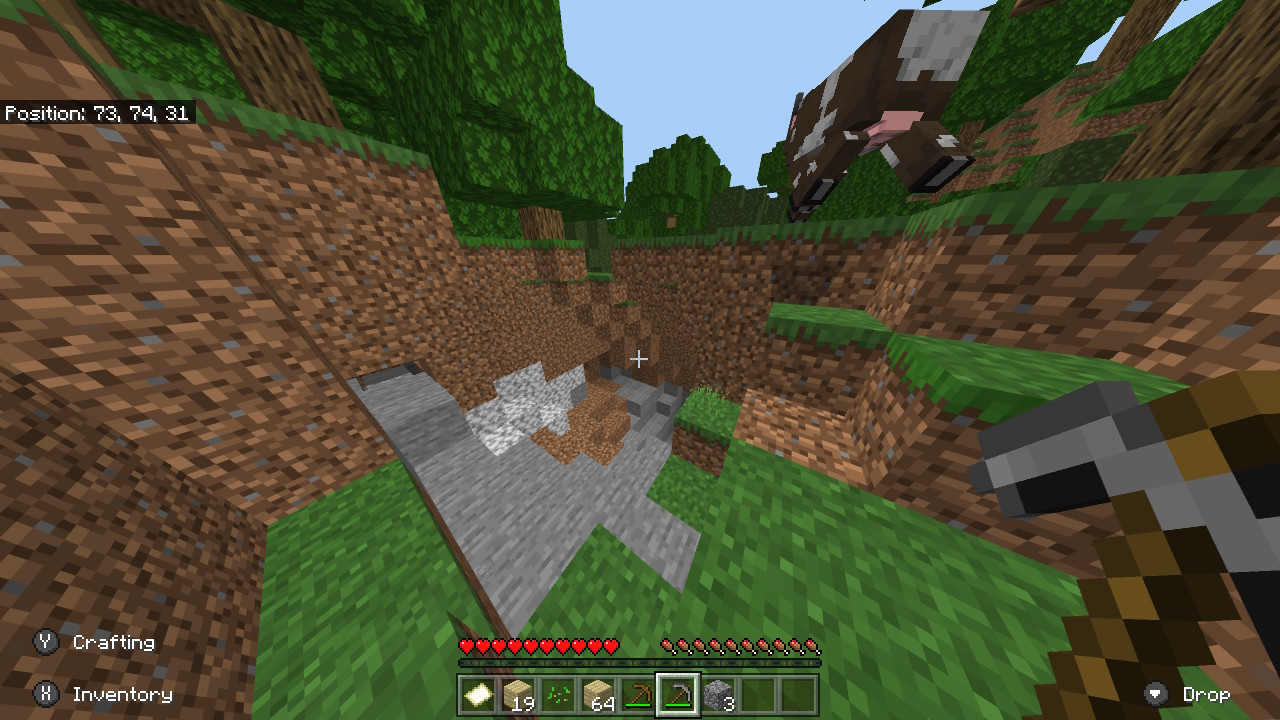 Position: 73, 74, 31
Y Crafting
X Inventory
19
64
3
Drop